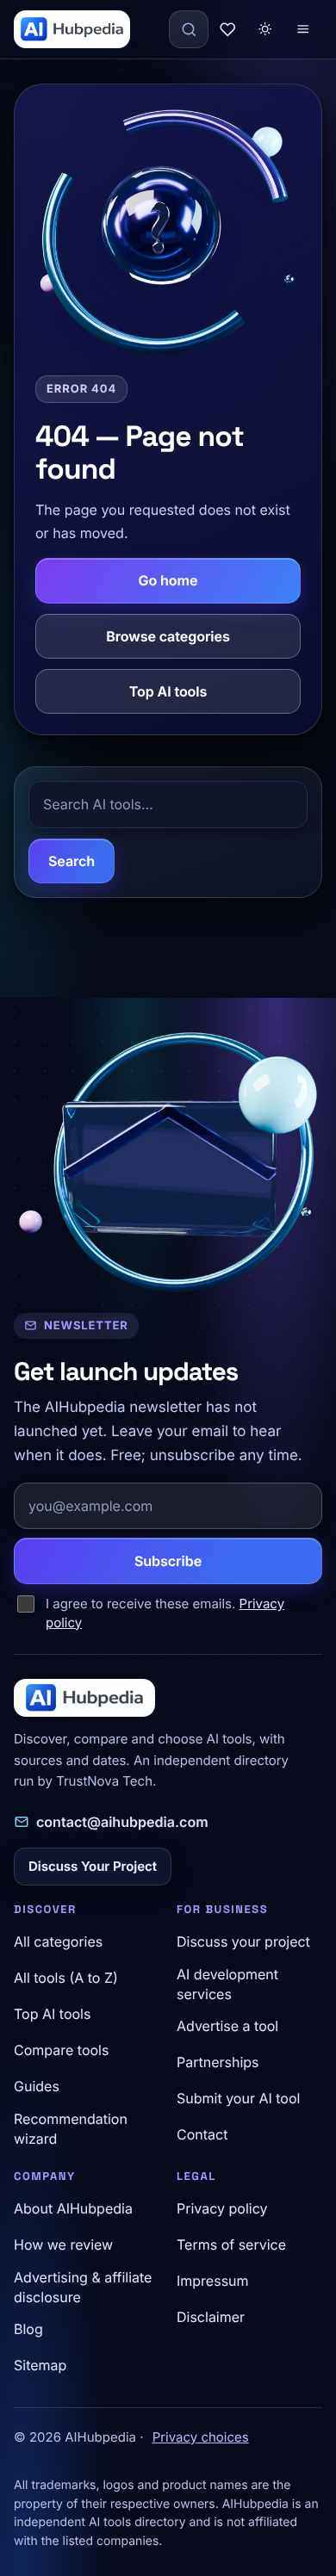 AI Hubpedia
?
ERROR 404
404 — Page not
found
The page you requested does not exist
or has moved.
Go home
Browse categories
Top AI tools
Search AI tools...
Search
NEWSLETTER
Get launch updates
The AIHubpedia newsletter has not
launched yet. Leave your email to hear
when it does. Free; unsubscribe any time.
you@example.com
Subscribe
I agree to receive these emails. Privacy
policy
AI Hubpedia
Discover, compare and choose AI tools, with
sources and dates. An independent directory
run by TrustNova Tech.
contact@aihubpedia.com
Discuss Your Project
DISCOVER
All categories
All tools (A to Z)
Top AI tools
Compare tools
Guides
Recommendation
wizard
FOR BUSINESS
Discuss your project
AI development
services
Advertise a tool
Partnerships
Submit your AI tool
Contact
COMPANY
About AIHubpedia
How we review
Advertising & affiliate
disclosure
Blog
Sitemap
LEGAL
Privacy policy
Terms of service
Impressum
Disclaimer
© 2026 AIHubpedia · Privacy choices
All trademarks, logos and product names are the
property of their respective owners. AIHubpedia is an
independent AI tools directory and is not affiliated
with the listed companies.